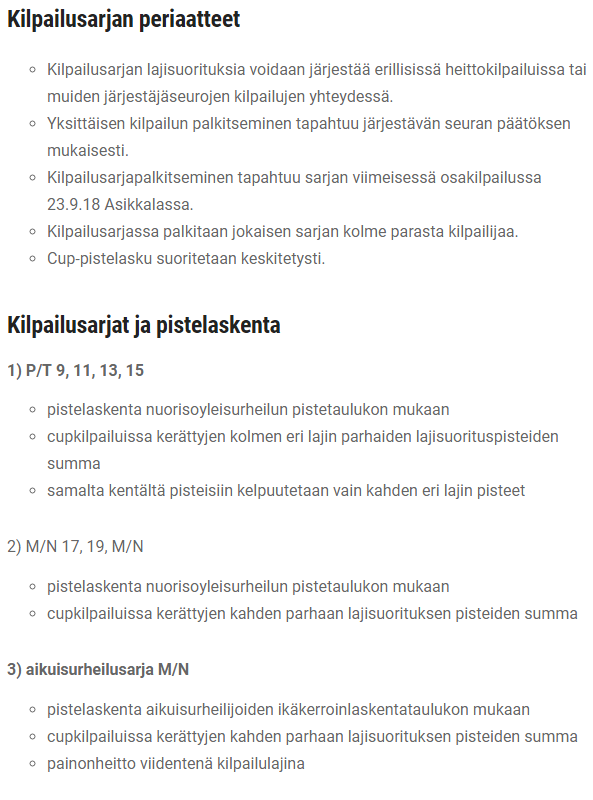 Kilpailusarjan periaatteet
Kilpailusarjan lajisuorituksia voidaan järjestää erillisissä heittokilpailuissa tai
muiden järjestäjäseurojen kilpailujen yhteydessä.
Yksittäisen kilpailun palkitseminen tapahtuu järjestävän seuran päätöksen
mukaisesti.
Kilpailusarjapalkitseminen tapahtuu sarjan viimeisessä osakilpailussa
23.9.18 Asikkalassa.
Kilpailusarjassa palkitaan jokaisen sarjan kolme parasta kilpailijaa.
Cup-pistelasku suoritetaan keskitetysti.
Kilpailusarjat ja pistelaskenta
1) P/T 9, 11, 13, 15
pistelaskenta nuorisoyleisurheilun pistetaulukon mukaan
cupkilpailuissa kerättyjen kolmen eri lajin parhaiden lajisuorituspisteiden
summa
samalta kentältä pisteisiin kelpuutetaan vain kahden eri lajin pisteet
2) M/N 17, 19, M/N
pistelaskenta nuorisoyleisurheilun pistetaulukon mukaan
cupkilpailuissa kerättyjen kahden parhaan lajisuorituksen pisteiden summa
3) aikuisurheilusarja M/N
pistelaskenta aikuisurheilijoiden ikäkerroinlaskentataulukon mukaan
cupkilpailuissa kerättyjen kahden parhaan lajisuorituksen pisteiden summa
painonheitto viidentenä kilpailulajina